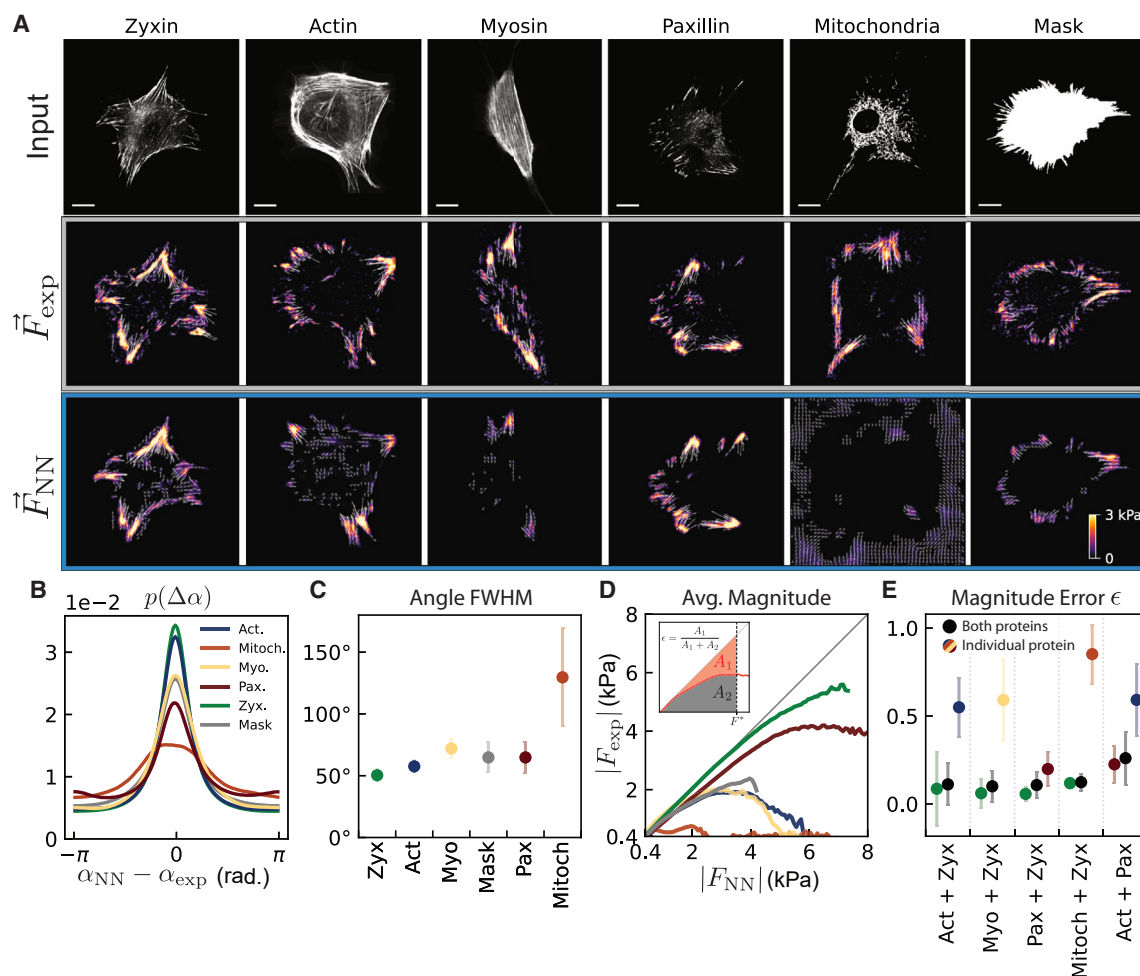 A
Zyxin Actin Myosin Paxillin Mitochondria Mask
Input
F⃗exp
F⃗NN
3 kPa
0
B
p(Δα)
1e-2
3
2
1
0
−π 0 π
αNN − αexp (rad.)
Act.
Mitoch.
Myo.
Pax.
Zyx.
Mask
C
Angle FWHM
150°
100°
50°
0°
Zyx Act Myo Mask Pax Mitoch
D
Avg. Magnitude
|Fexp| (kPa)
8
6
4
2
0.4
0.4 2 4 6 8
|FNN| (kPa)
ϵ = A1 / (A1 + A2)
A1
A2
F*
E
Magnitude Error ϵ
Both proteins
Individual protein
1.0
0.5
0.0
Act + Zyx
Myo + Zyx
Pax + Zyx
Mitoch + Zyx
Act + Pax